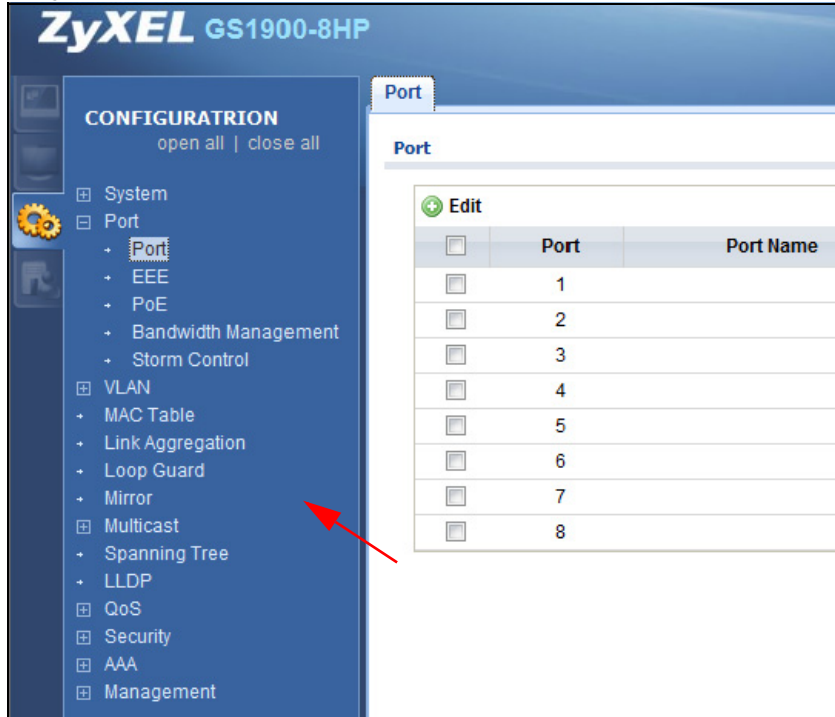 ZyXEL GS1900-8HP
CONFIGURATRION
open all | close all
System
Port
Port
EEE
PoE
Bandwidth Management
Storm Control
VLAN
MAC Table
Link Aggregation
Loop Guard
Mirror
Multicast
Spanning Tree
LLDP
QoS
Security
AAA
Management
Port
Port
Edit
Port Port Name
1
2
3
4
5
6
7
8